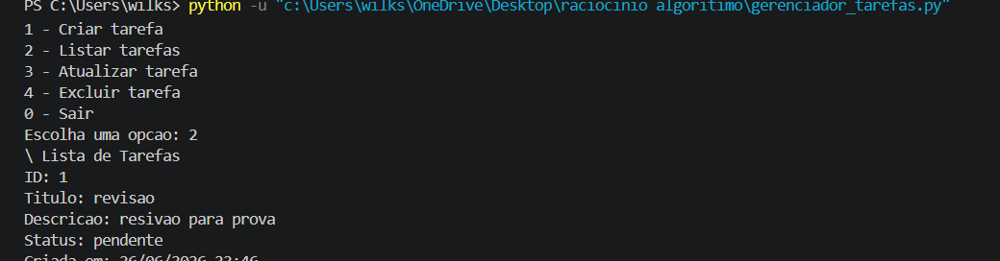 PS C:\Users\wilks> python -u "c:\Users\wilks\OneDrive\Desktop\raciocinio algoritimo\gerenciador_tarefas.py"
1 - Criar tarefa
2 - Listar tarefas
3 - Atualizar tarefa
4 - Excluir tarefa
0 - Sair
Escolha uma opcao: 2
\ Lista de Tarefas
ID: 1
Titulo: revisao
Descricao: resivao para prova
Status: pendente
Criada em: 26/06/2026 22:46